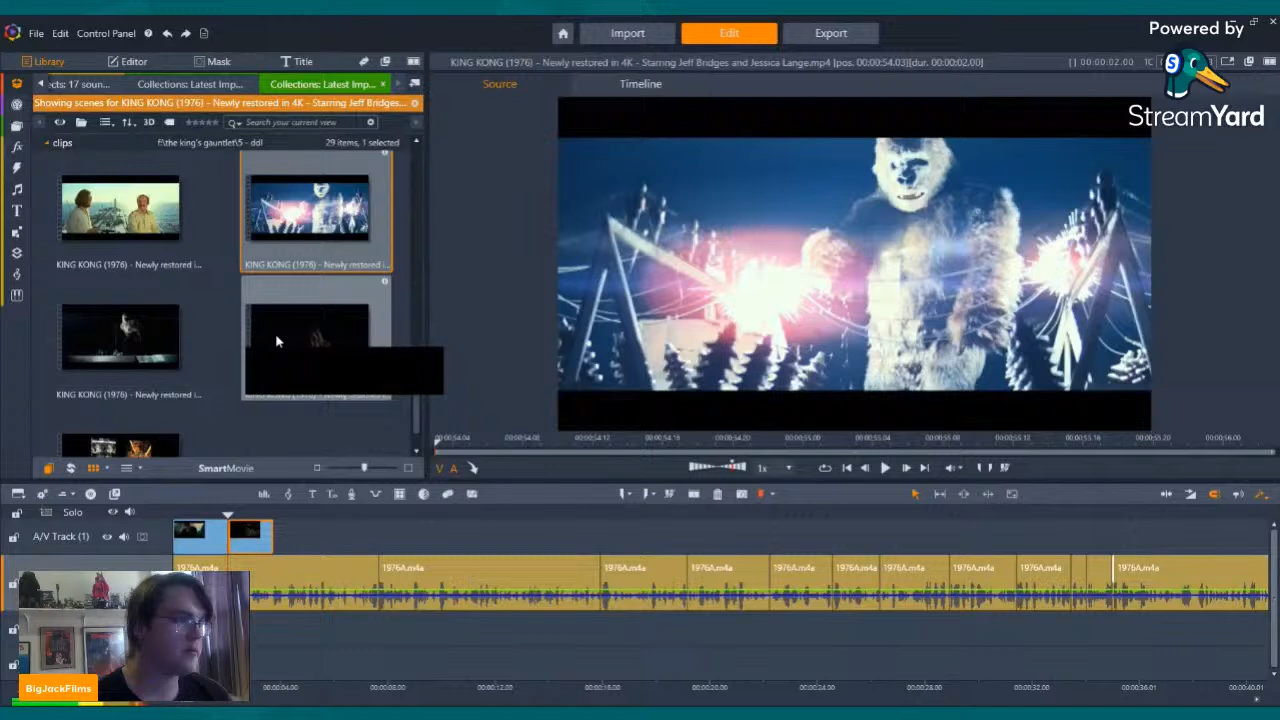 Powered by
StreamYard
File Edit Control Panel
Import
Edit
Export
Library
Editor
Mask
Title
KING KONG (1976) - Newly restored in 4K - Starring Jeff Bridges and Jessica Lange.mp4 [pos. 00:00:54.03][dur. 00:00:02.00]
[ ] 00:00:02.00
TC
ects: 17 soun...
Collections: Latest Imp...
Collections: Latest Imp...
Source
Timeline
Showing scenes for KING KONG (1976) - Newly restored in 4K - Starring Jeff Bridges...
3D
Search your current view
clips
f:\the king's gauntlet\5 - ddl
29 items, 1 selected
KING KONG (1976) - Newly restored i...
KING KONG (1976) - Newly restored i...
KING KONG (1976) - Newly restored i...
00:00:54.04
00:00:54.08
00:00:54.12
00:00:54.16
00:00:54.20
00:00:55.00
00:00:55.04
00:00:55.08
00:00:55.12
00:00:55.16
00:00:55.20
00:00:56.00
SmartMovie
V A
1x
Solo
A/V Track (1)
1976A.m4a
1976A.m4a
1976A.m4a
1976A.m4a
1976A.m4a
1976A.m4a
1976A.m4a
1976A.m4a
1976A.m4a
1976A.m4a
BigJackFilms
00:00:04.00
00:00:08.00
00:00:12.00
00:00:16.00
00:00:20.00
00:00:24.00
00:00:28.00
00:00:32.00
00:00:36.01
00:00:40.01